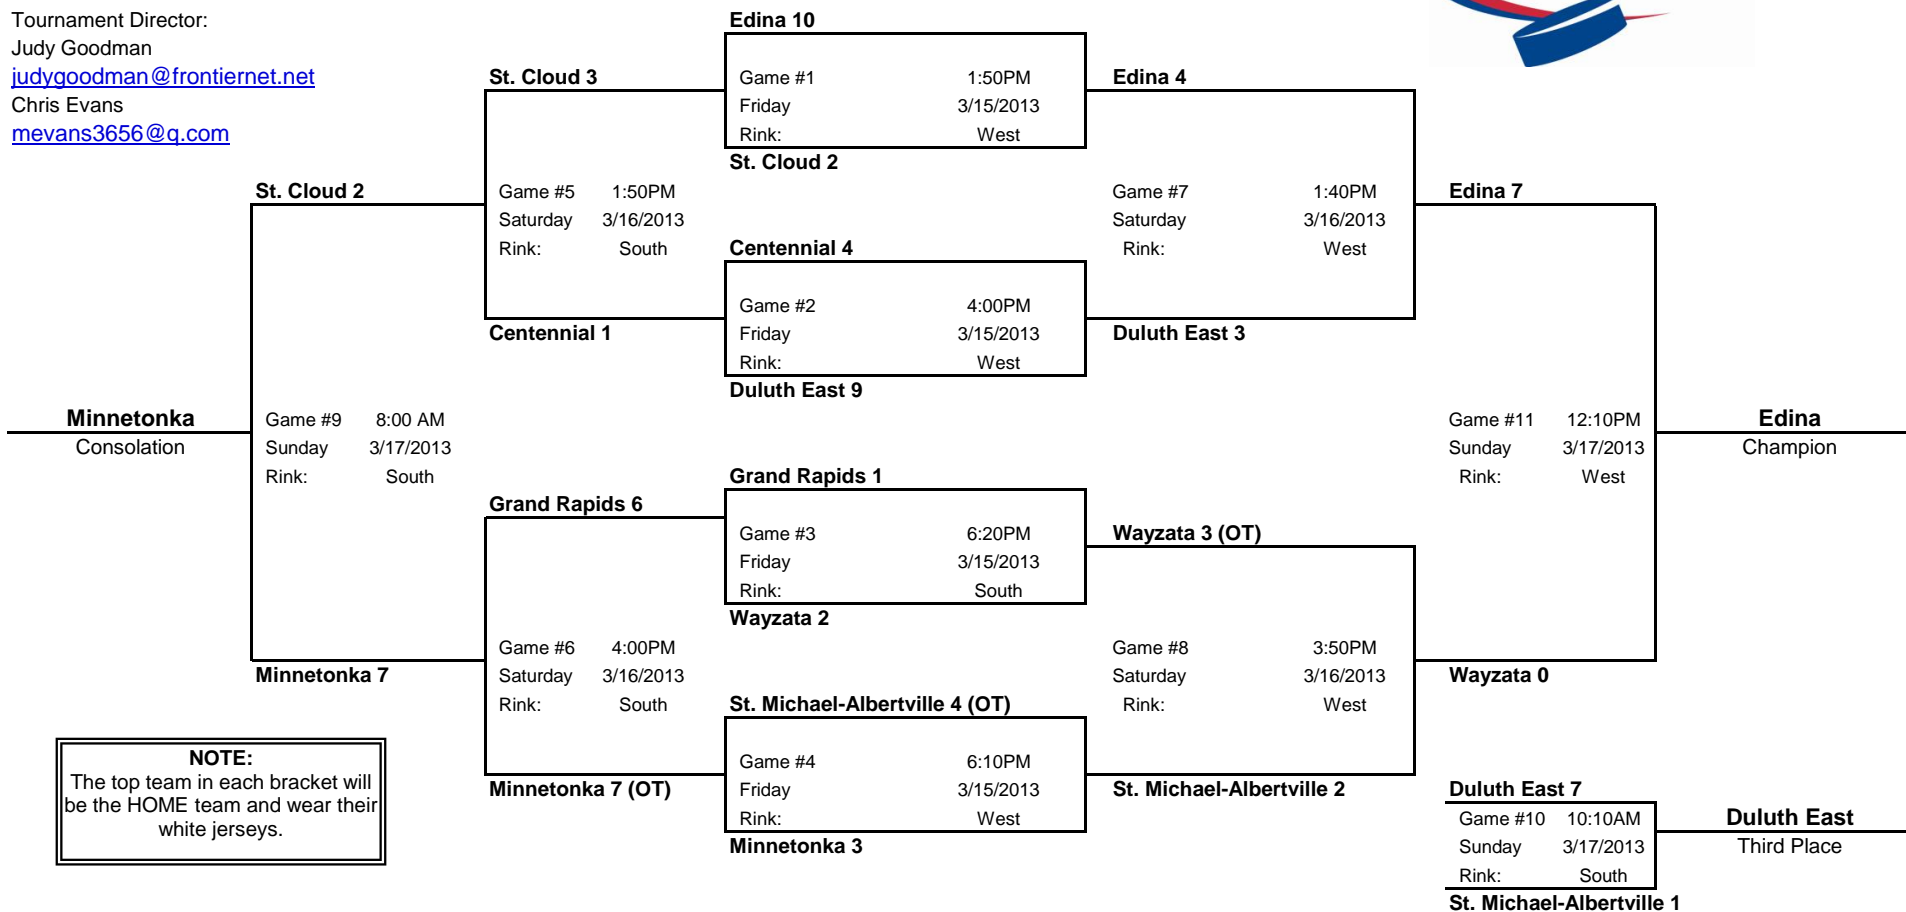 Tournament Director:
Judy Goodman
judygoodman@frontiernet.net
Chris Evans
mevans3656@q.com
Edina 10
St. Cloud 3
Game #1 1:50PM
Friday 3/15/2013
Rink: West
St. Cloud 2
Edina 4
St. Cloud 2
Game #5 1:50PM
Saturday 3/16/2013
Rink: South
Game #7 1:40PM
Saturday 3/16/2013
Rink: West
Edina 7
Centennial 4
Game #2 4:00PM
Friday 3/15/2013
Rink: West
Duluth East 9
Centennial 1
Duluth East 3
Minnetonka
Consolation
Game #9 8:00 AM
Sunday 3/17/2013
Rink: South
Game #11 12:10PM
Sunday 3/17/2013
Rink: West
Edina
Champion
Grand Rapids 1
Grand Rapids 6
Game #3 6:20PM
Friday 3/15/2013
Rink: South
Wayzata 2
Wayzata 3 (OT)
Minnetonka 7
Game #6 4:00PM
Saturday 3/16/2013
Rink: South
Game #8 3:50PM
Saturday 3/16/2013
Rink: West
Wayzata 0
St. Michael-Albertville 4 (OT)
Game #4 6:10PM
Friday 3/15/2013
Rink: West
Minnetonka 3
Minnetonka 7 (OT)
St. Michael-Albertville 2
NOTE:
The top team in each bracket will
be the HOME team and wear their
white jerseys.
Duluth East 7
Game #10 10:10AM
Sunday 3/17/2013
Rink: South
St. Michael-Albertville 1
Duluth East
Third Place